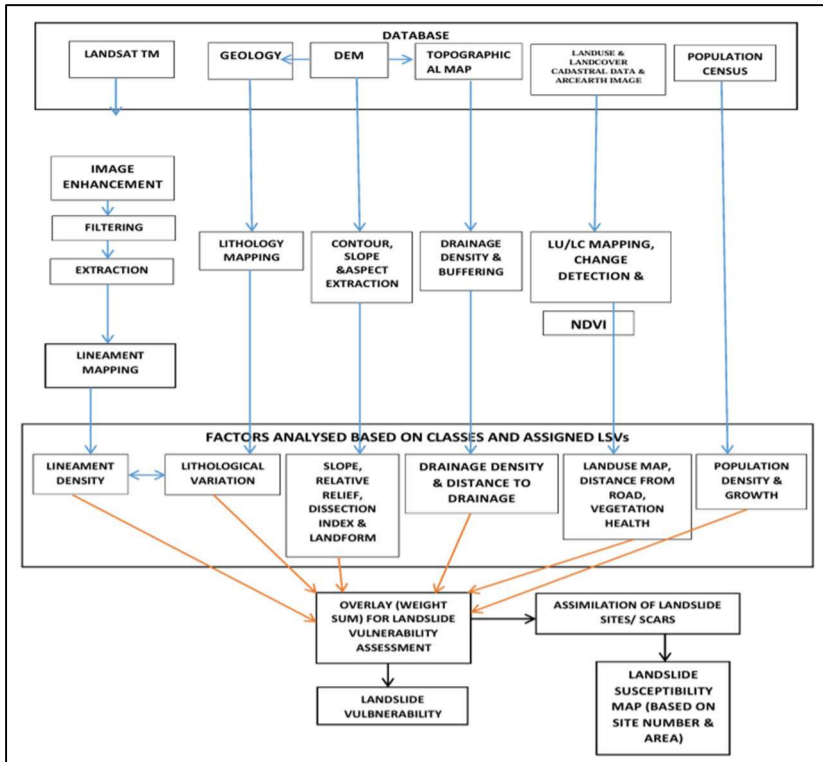 DATABASE
LANDSAT TM
GEOLOGY
DEM
TOPOGRAPHIC
AL MAP
LANDUSE &
LANDCOVER
CADASTRAL DATA &
ARCEARTH IMAGE
POPULATION
CENSUS
IMAGE
ENHANCEMENT
FILTERING
EXTRACTION
LITHOLOGY
MAPPING
CONTOUR,
SLOPE
&ASPECT
EXTRACTION
DRAINAGE
DENSITY &
BUFFERING
LU/LC MAPPING,
CHANGE
DETECTION &
NDVI
LINEAMENT
MAPPING
FACTORS ANALYSED BASED ON CLASSES AND ASSIGNED LSVs
LINEAMENT
DENSITY
LITHOLOGICAL
VARIATION
SLOPE,
RELATIVE
RELIEF,
DISSECTION
INDEX &
LANDFORM
DRAINAGE DENSITY
& DISTANCE TO
DRAINAGE
LANDUSE MAP,
DISTANCE FROM
ROAD,
VEGETATION
HEALTH
POPULATION
DENSITY &
GROWTH
OVERLAY (WEIGHT
SUM) FOR LANDSLIDE
VULNERABILITY
ASSESSMENT
ASSIMILATION OF LANDSLIDE
SITES/ SCARS
LANDSLIDE
VULBNERABILITY
LANDSLIDE
SUSCEPTIBILITY
MAP (BASED ON
SITE NUMBER &
AREA)